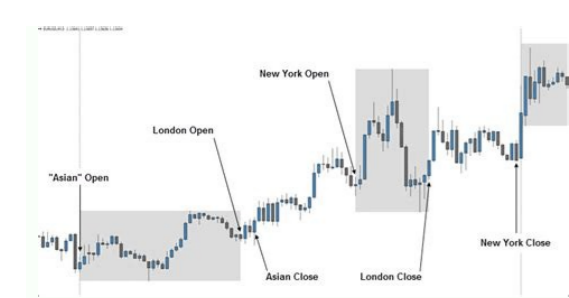 New York Open
London Open
"Asian" Open
New York Close
Asian Close
London Close